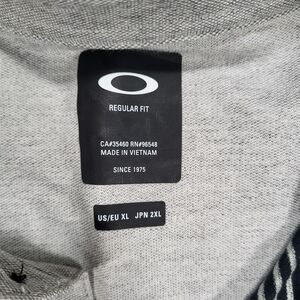 REGULAR FIT
CA#35460 RN#96548
MADE IN VIETNAM
SINCE 1975
US/EU XL JPN 2XL